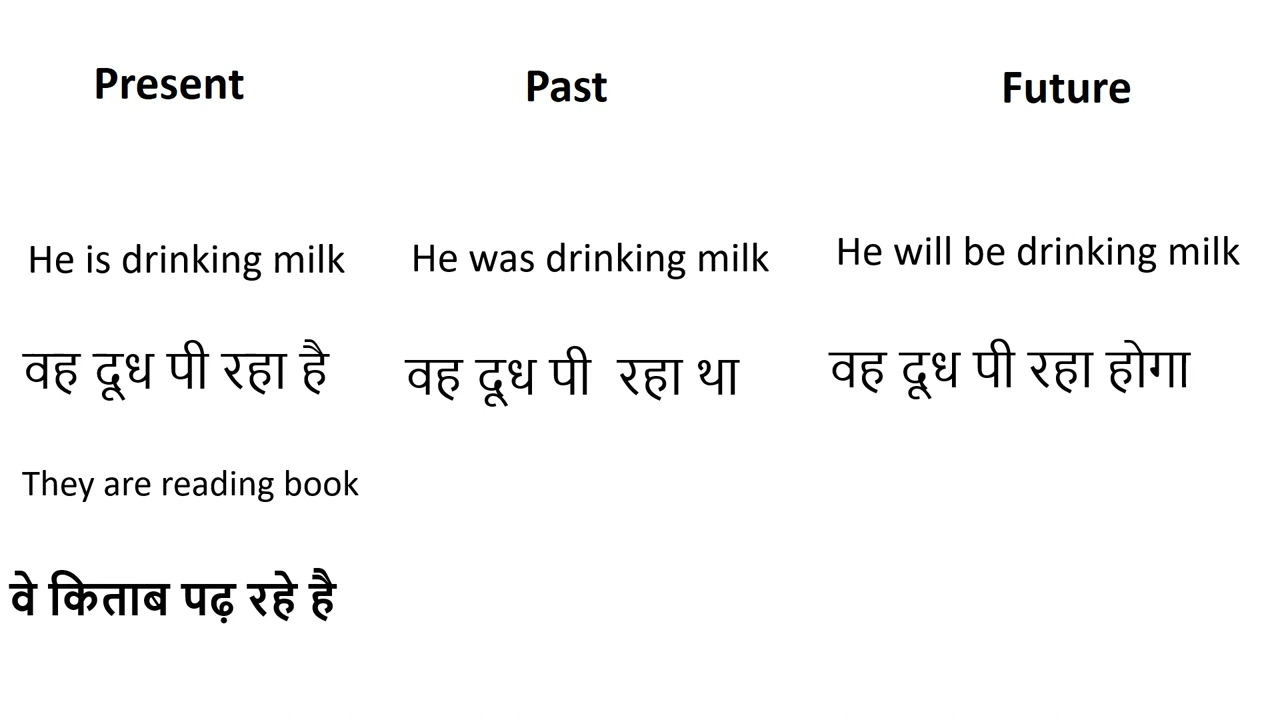 Present Past Future
He is drinking milk He was drinking milk He will be drinking milk
वह दूध पी रहा है वह दूध पी रहा था वह दूध पी रहा होगा
They are reading book
वे किताब पढ़ रहे है